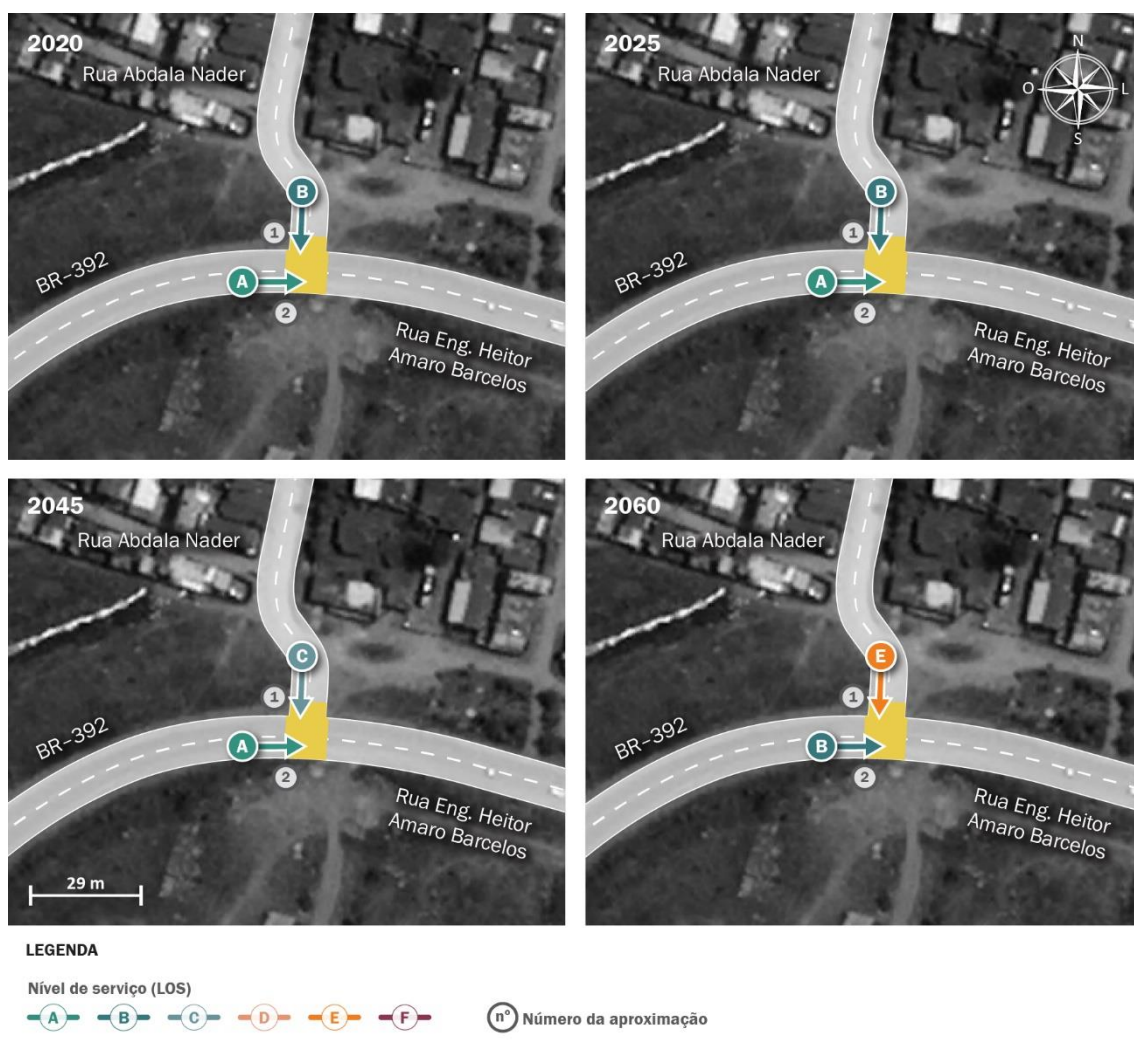 2020
Rua Abdala Nader
B
1
BR-392
A
2
Rua Eng. Heitor
Amaro Barcelos
2025
Rua Abdala Nader
N
O
L
S
B
1
BR-392
A
2
Rua Eng. Heitor
Amaro Barcelos
2045
Rua Abdala Nader
C
1
BR-392
A
2
Rua Eng. Heitor
Amaro Barcelos
29 m
2060
Rua Abdala Nader
E
1
BR-392
B
2
Rua Eng. Heitor
Amaro Barcelos
LEGENDA
Nível de serviço (LOS)
A B C D E F
nº Número da aproximação